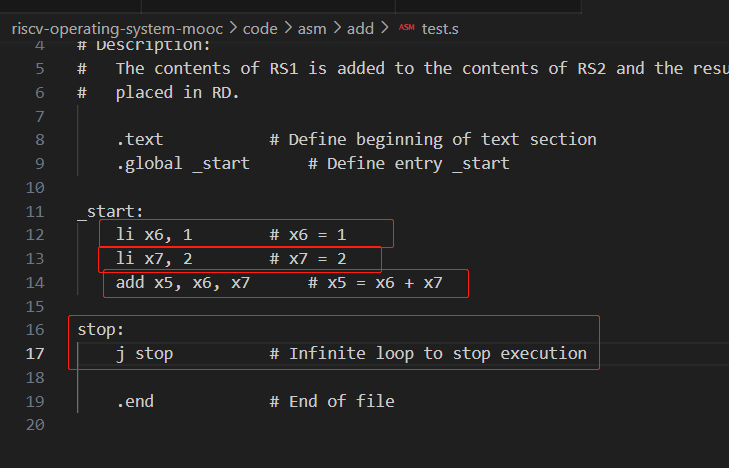 riscv-operating-system-mooc > code > asm > add > ASM test.s
4 # Description:
5 # The contents of RS1 is added to the contents of RS2 and the resu
6 # placed in RD.
7
8 .text # Define beginning of text section
9 .global _start # Define entry _start
10
11 _start:
12 li x6, 1 # x6 = 1
13 li x7, 2 # x7 = 2
14 add x5, x6, x7 # x5 = x6 + x7
15
16 stop:
17 j stop # Infinite loop to stop execution
18
19 .end # End of file
20